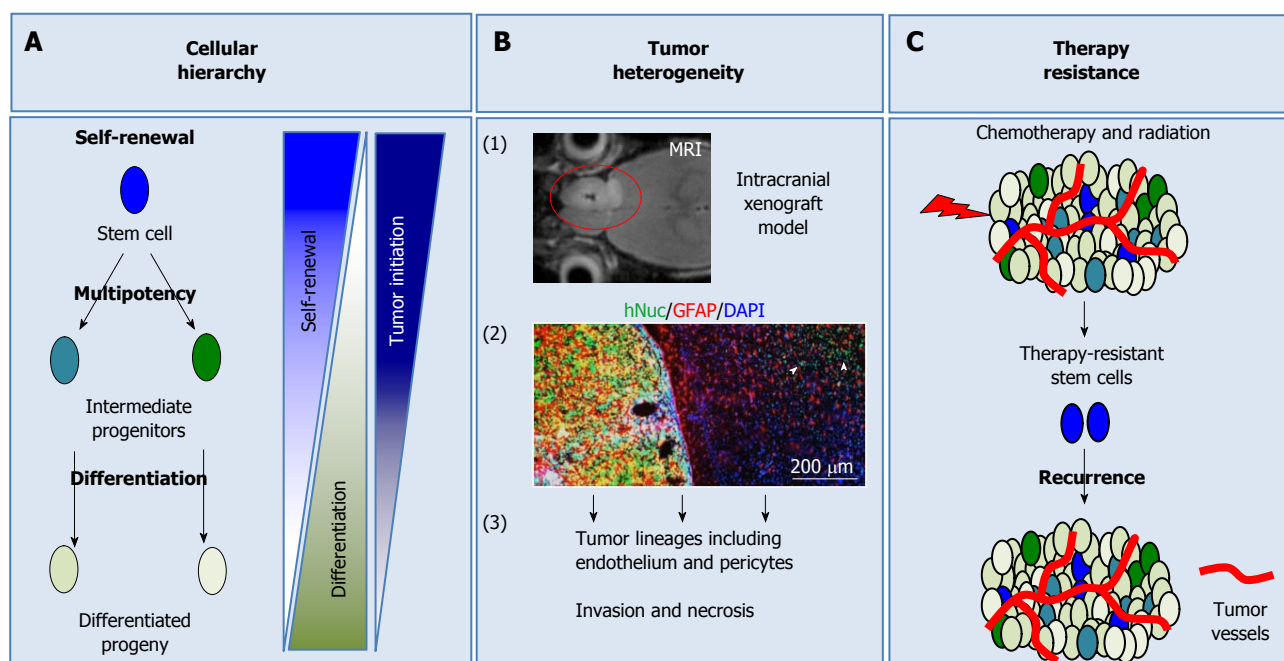 A
Cellular
hierarchy
Self-renewal
Stem cell
Multipotency
Intermediate
progenitors
Differentiation
Differentiated
progeny
Self-renewal
Differentiation
Tumor initiation
B
Tumor
heterogeneity
(1)
MRI
Intracranial
xenograft
model
hNuc/GFAP/DAPI
(2)
200 μm
(3)
Tumor lineages including
endothelium and pericytes
Invasion and necrosis
C
Therapy
resistance
Chemotherapy and radiation
Therapy-resistant
stem cells
Recurrence
Tumor
vessels